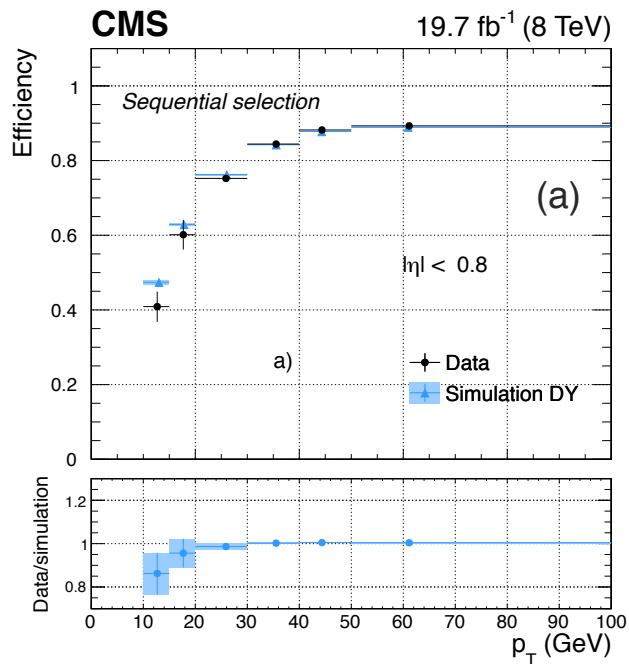 CMS
19.7 fb⁻¹ (8 TeV)
Efficiency
1
0.8
0.6
0.4
0.2
0
Sequential selection
(a)
|η| < 0.8
a)
Data
Simulation DY
Data/simulation
1.2
1
0.8
0 10 20 30 40 50 60 70 80 90 100
p_T (GeV)